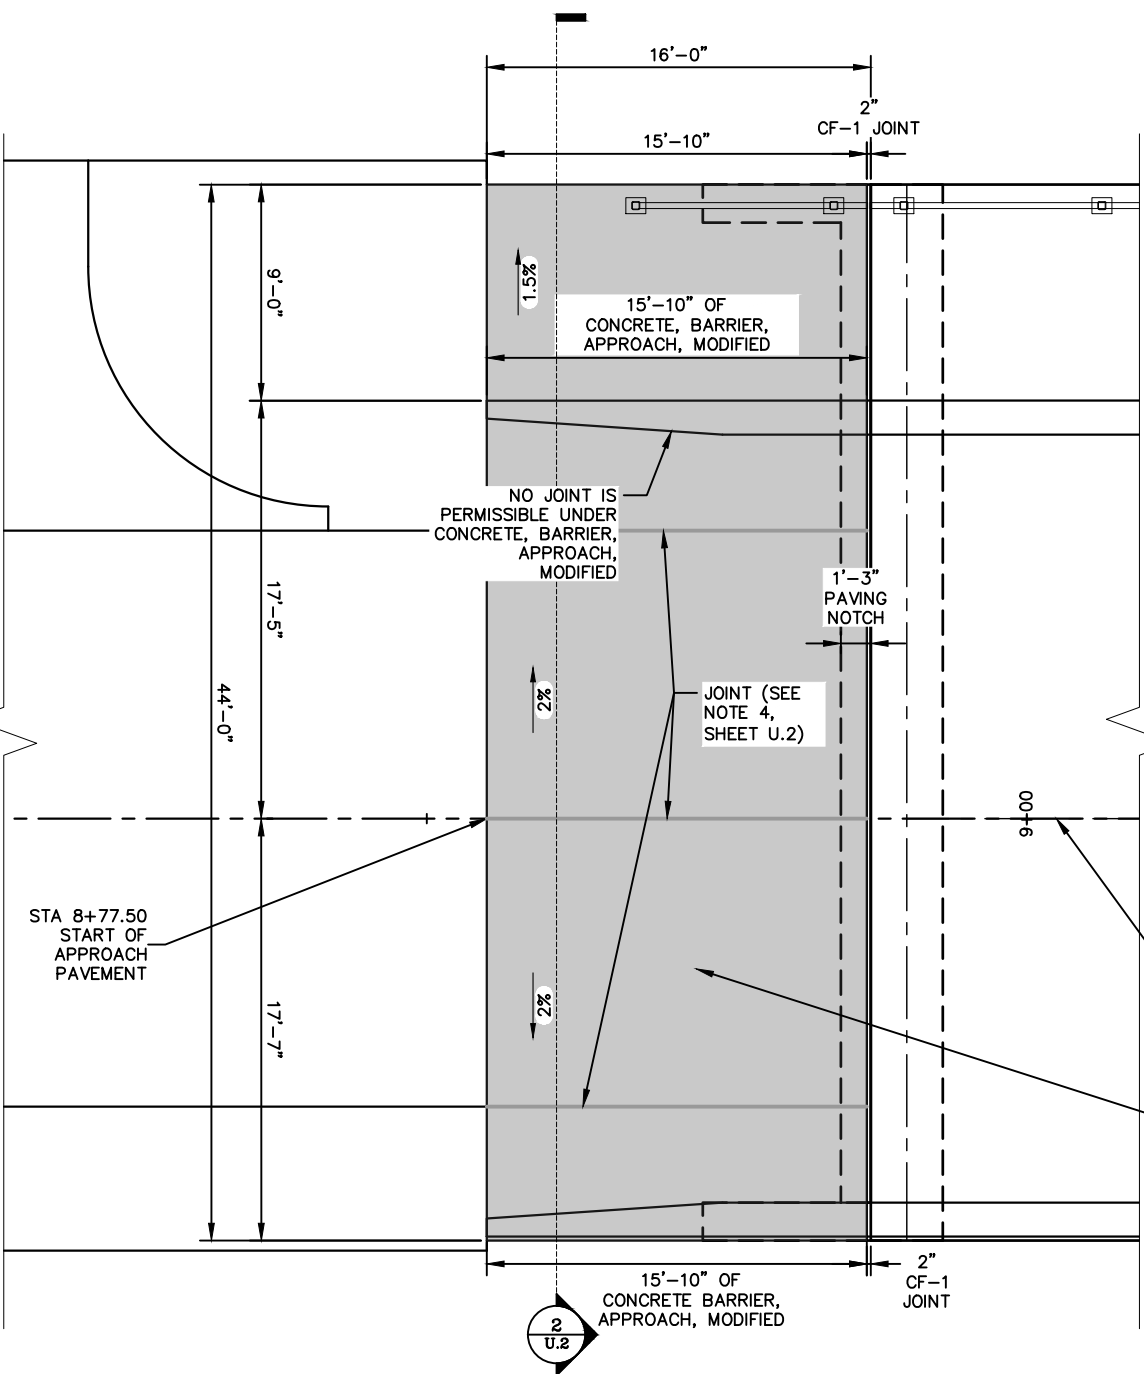 16'-0"
2"
CF-1 JOINT
15'-10"
9'-0"
1.5%
15'-10" OF
CONCRETE, BARRIER,
APPROACH, MODIFIED
NO JOINT IS
PERMISSIBLE UNDER
CONCRETE, BARRIER,
APPROACH,
MODIFIED
1'-3"
PAVING
NOTCH
17'-5"
44'-0"
2%
JOINT (SEE
NOTE 4,
SHEET U.2)
9+00
STA 8+77.50
START OF
APPROACH
PAVEMENT
2%
17'-7"
15'-10" OF
CONCRETE BARRIER,
APPROACH, MODIFIED
2"
CF-1
JOINT
2
U.2